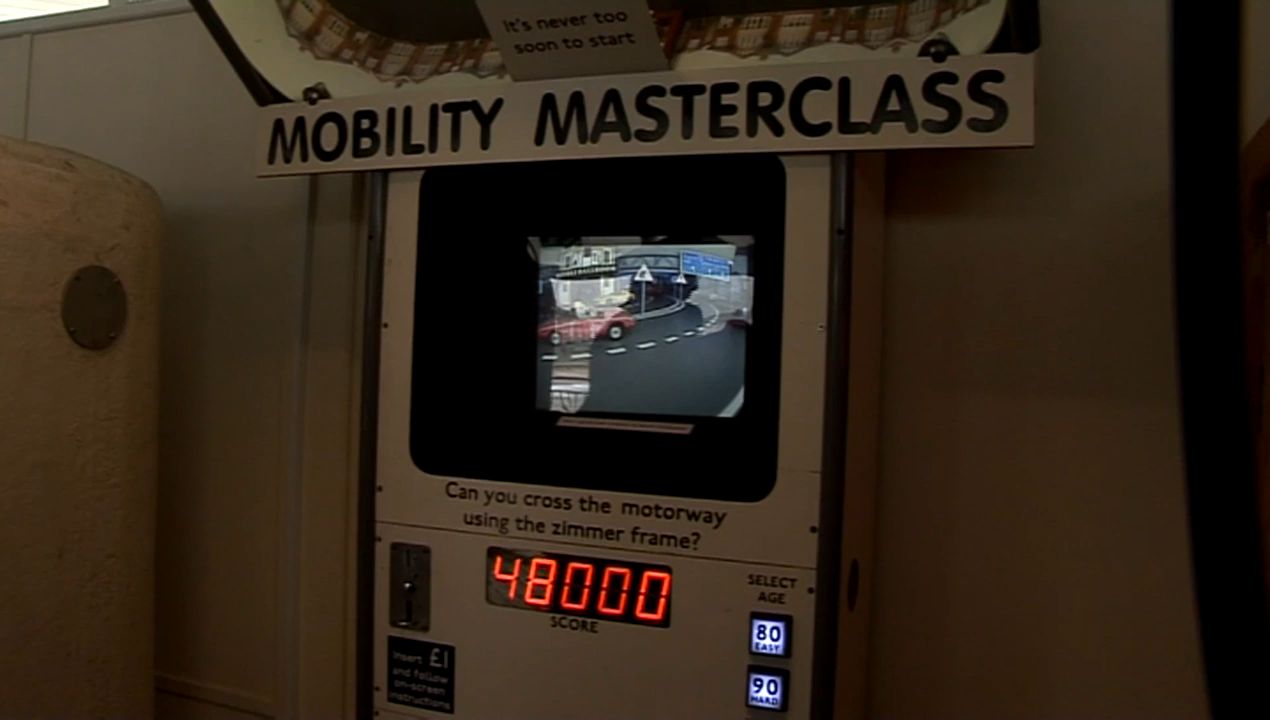 It's never too
soon to start
MOBILITY MASTERCLASS
Can you cross the motorway
using the zimmer frame?
48000
SCORE
SELECT
AGE
80
EASY
90
HARD
Insert £1
and follow
on-screen
instructions